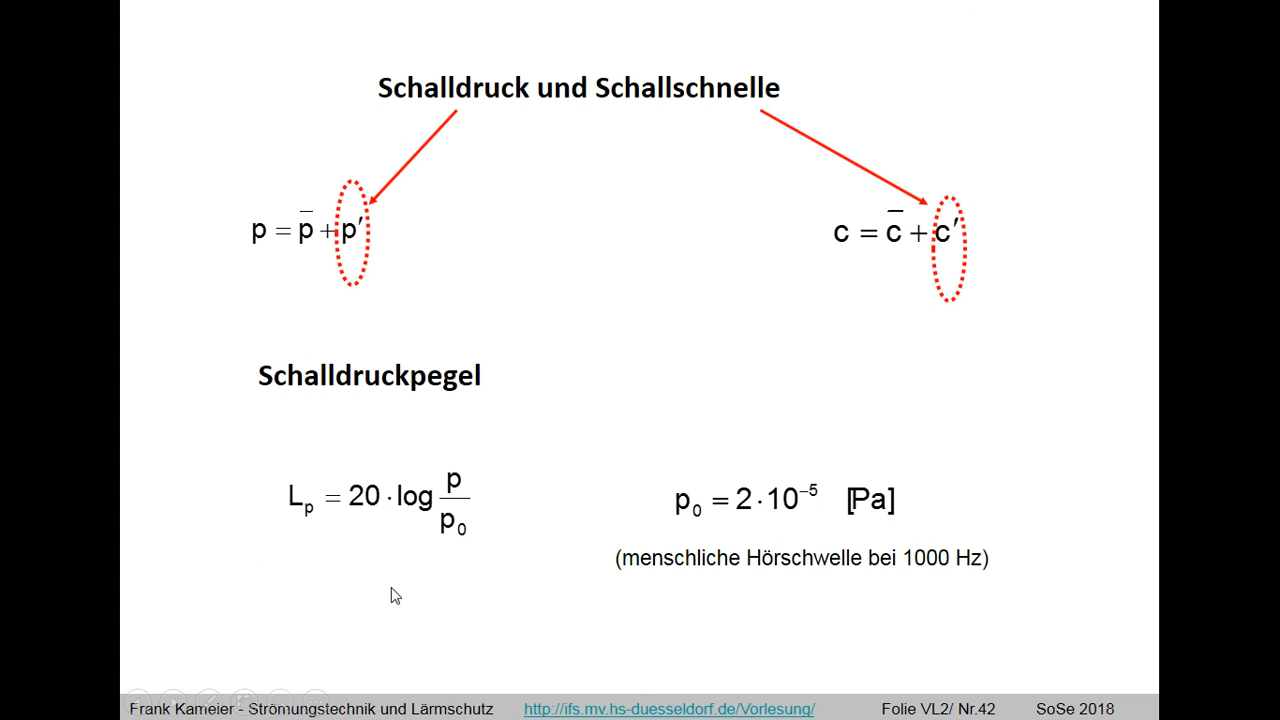 Schalldruck und Schallschnelle
p = p̅ + p′
c = c̅ + c′
Schalldruckpegel
L_p = 20 · log p/p_0
p_0 = 2 · 10^−5 [Pa]
(menschliche Hörschwelle bei 1000 Hz)
Frank Kameier - Strömungstechnik und Lärmschutz http://ifs.mv.hs-duesseldorf.de/Vorlesung/ Folie VL2/ Nr.42 SoSe 2018